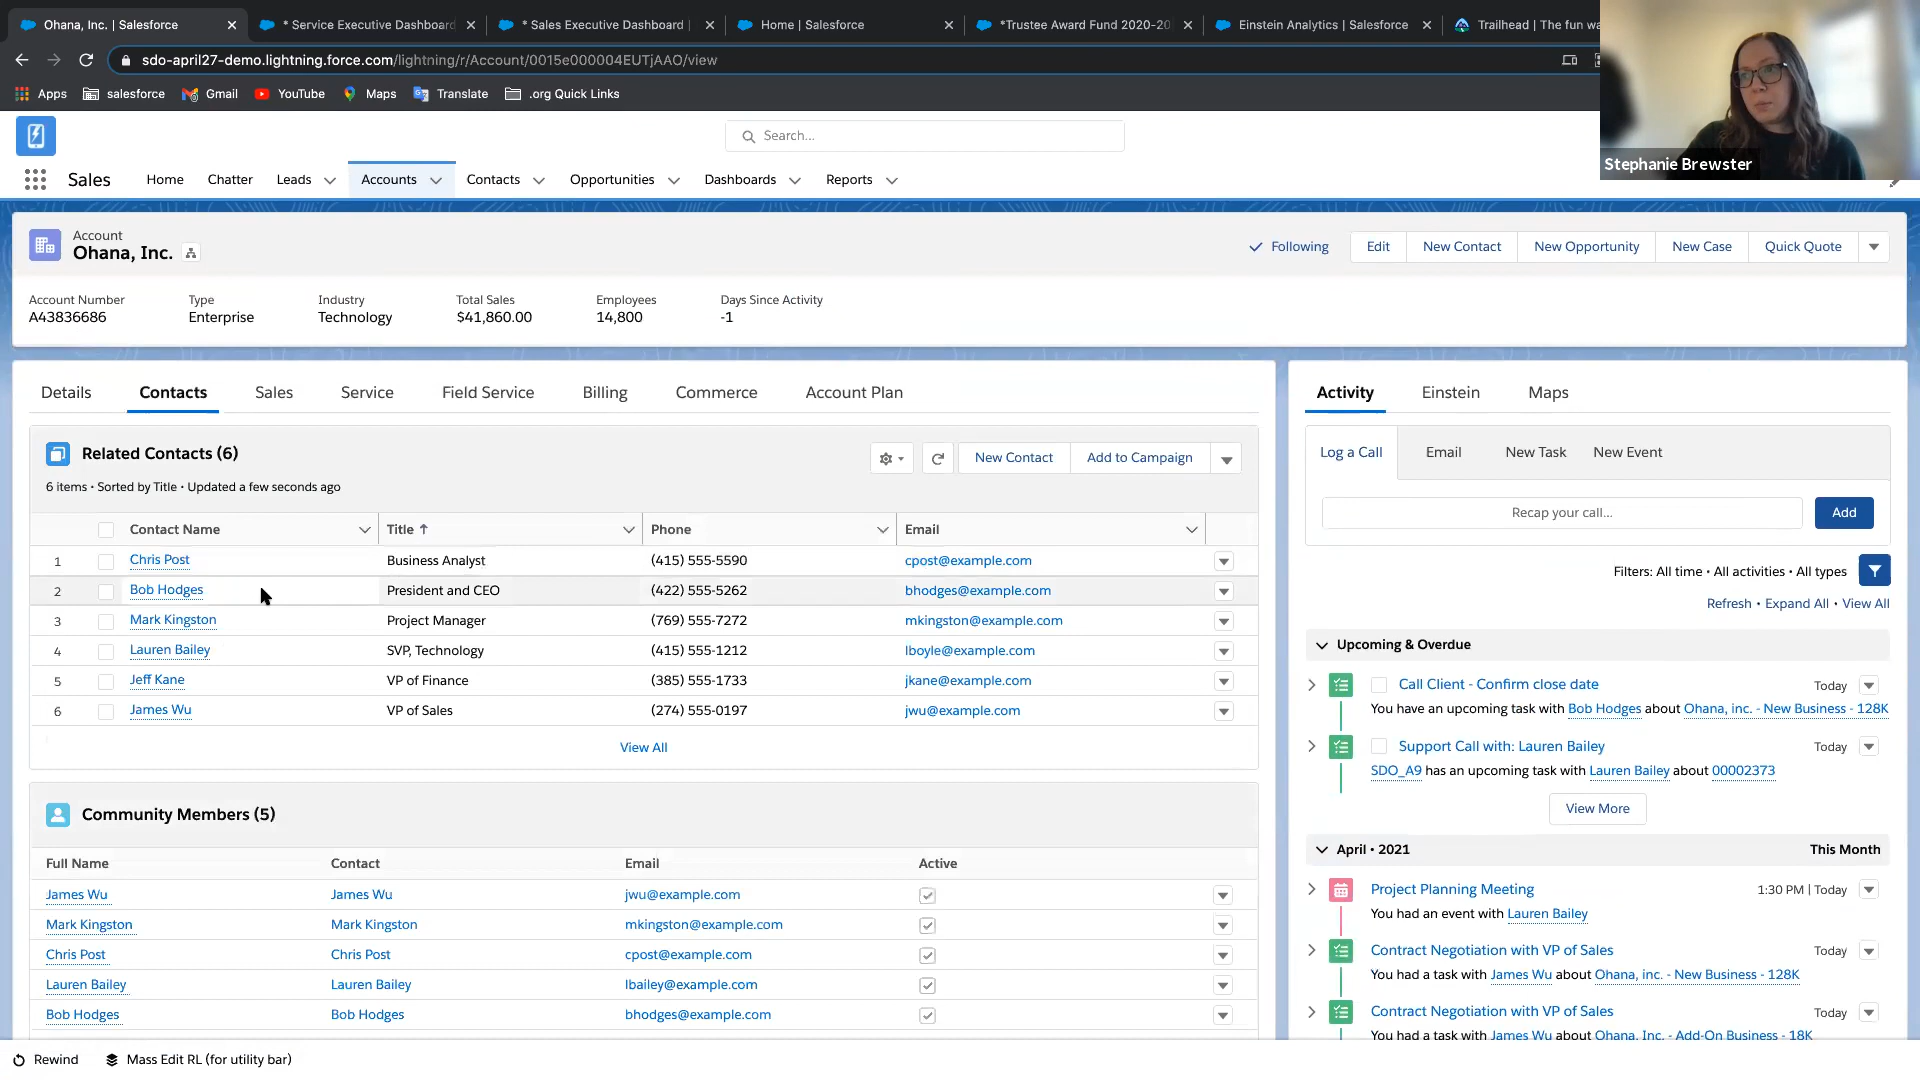 Ohana, Inc. | Salesforce
* Service Executive Dashboard
* Sales Executive Dashboard |
Home | Salesforce
*Trustee Award Fund 2020-20
Einstein Analytics | Salesforce
Trailhead | The fun wa
sdo-april27-demo.lightning.force.com/lightning/r/Account/0015e000004EUTjAAO/view
Apps
salesforce
Gmail
YouTube
Maps
Translate
.org Quick Links
Search...
Stephanie Brewster
Sales
Home
Chatter
Leads
Accounts
Contacts
Opportunities
Dashboards
Reports
Account
Ohana, Inc.
Following
Edit
New Contact
New Opportunity
New Case
Quick Quote
Account Number
Type
Industry
Total Sales
Employees
Days Since Activity
A43836686
Enterprise
Technology
$41,860.00
14,800
-1
Details
Contacts
Sales
Service
Field Service
Billing
Commerce
Account Plan
Related Contacts (6)
New Contact
Add to Campaign
6 items • Sorted by Title • Updated a few seconds ago
Contact Name
Title ↑
Phone
Email
1 Chris Post Business Analyst (415) 555-5590 cpost@example.com
2 Bob Hodges President and CEO (422) 555-5262 bhodges@example.com
3 Mark Kingston Project Manager (769) 555-7272 mkingston@example.com
4 Lauren Bailey SVP, Technology (415) 555-1212 lboyle@example.com
5 Jeff Kane VP of Finance (385) 555-1733 jkane@example.com
6 James Wu VP of Sales (274) 555-0197 jwu@example.com
View All
Community Members (5)
Full Name Contact Email Active
James Wu James Wu jwu@example.com
Mark Kingston Mark Kingston mkingston@example.com
Chris Post Chris Post cpost@example.com
Lauren Bailey Lauren Bailey lbailey@example.com
Bob Hodges Bob Hodges bhodges@example.com
Activity
Einstein
Maps
Log a Call
Email
New Task
New Event
Recap your call...
Add
Filters: All time • All activities • All types
Refresh • Expand All • View All
Upcoming & Overdue
Call Client - Confirm close date Today
You have an upcoming task with Bob Hodges about Ohana, inc. - New Business - 128K
Support Call with: Lauren Bailey Today
SDO_A9 has an upcoming task with Lauren Bailey about 00002373
View More
April • 2021 This Month
Project Planning Meeting 1:30 PM | Today
You had an event with Lauren Bailey
Contract Negotiation with VP of Sales Today
You had a task with James Wu about Ohana, inc. - New Business - 128K
Contract Negotiation with VP of Sales Today
You had a task with James Wu about Ohana, Inc. - Add-On Business - 18K
Rewind
Mass Edit RL (for utility bar)